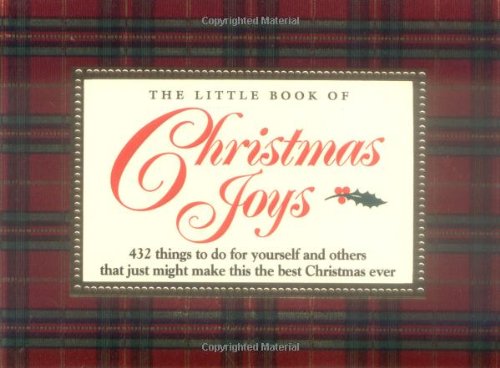 Copyrighted Material
THE LITTLE BOOK OF
Christmas
Joys
432 things to do for yourself and others
that just might make this the best Christmas ever
Copyrighted Material